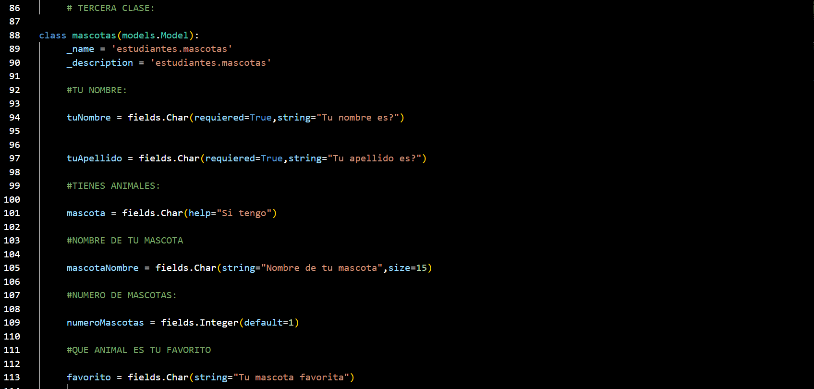 86 # TERCERA CLASE:
87
88 class mascotas(models.Model):
89 _name = 'estudiantes.mascotas'
90 _description = 'estudiantes.mascotas'
91
92 #TU NOMBRE:
93
94 tuNombre = fields.Char(requiered=True,string="Tu nombre es?")
95
96
97 tuApellido = fields.Char(requiered=True,string="Tu apellido es?")
98
99 #TIENES ANIMALES:
100
101 mascota = fields.Char(help="Si tengo")
102
103 #NOMBRE DE TU MASCOTA
104
105 mascotaNombre = fields.Char(string="Nombre de tu mascota",size=15)
106
107 #NUMERO DE MASCOTAS:
108
109 numeroMascotas = fields.Integer(default=1)
110
111 #QUE ANIMAL ES TU FAVORITO
112
113 favorito = fields.Char(string="Tu mascota favorita")